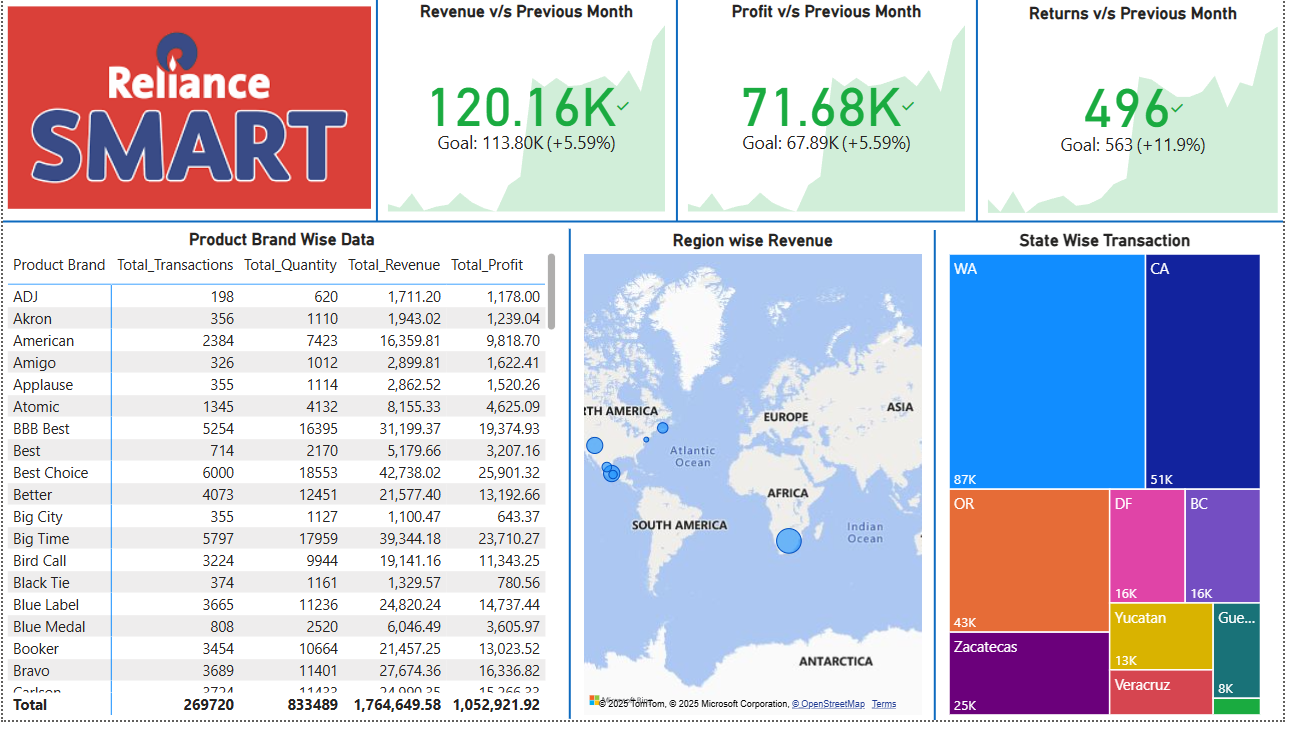 Reliance
SMART
Revenue v/s Previous Month
120.16K
Goal: 113.80K (+5.59%)
Profit v/s Previous Month
71.68K
Goal: 67.89K (+5.59%)
Returns v/s Previous Month
496
Goal: 563 (+11.9%)
Product Brand Wise Data
Product Brand Total_Transactions Total_Quantity Total_Revenue Total_Profit
ADJ 198 620 1,711.20 1,178.00
Akron 356 1110 1,943.02 1,239.04
American 2384 7423 16,359.81 9,818.70
Amigo 326 1012 2,899.81 1,622.41
Applause 355 1114 2,862.52 1,520.26
Atomic 1345 4132 8,155.33 4,625.09
BBB Best 5254 16395 31,199.37 19,374.93
Best 714 2170 5,179.66 3,207.16
Best Choice 6000 18553 42,738.02 25,901.32
Better 4073 12451 21,577.40 13,192.66
Big City 355 1127 1,100.47 643.37
Big Time 5797 17959 39,344.18 23,710.27
Bird Call 3224 9944 19,141.16 11,343.25
Black Tie 374 1161 1,329.57 780.56
Blue Label 3665 11236 24,820.24 14,737.44
Blue Medal 808 2520 6,046.49 3,605.97
Booker 3454 10664 21,457.25 13,023.52
Bravo 3689 11401 27,674.36 16,336.82
Total 269720 833489 1,764,649.58 1,052,921.92
Region wise Revenue
RTH AMERICA
EUROPE
ASIA
Atlantic
Ocean
AFRICA
SOUTH AMERICA
Indian
Ocean
ANTARCTICA
© 2025 TomTom, © 2025 Microsoft Corporation, © OpenStreetMap Terms
State Wise Transaction
WA
87K
CA
51K
OR
43K
DF
16K
BC
16K
Zacatecas
25K
Yucatan
13K
Gue...
8K
Veracruz